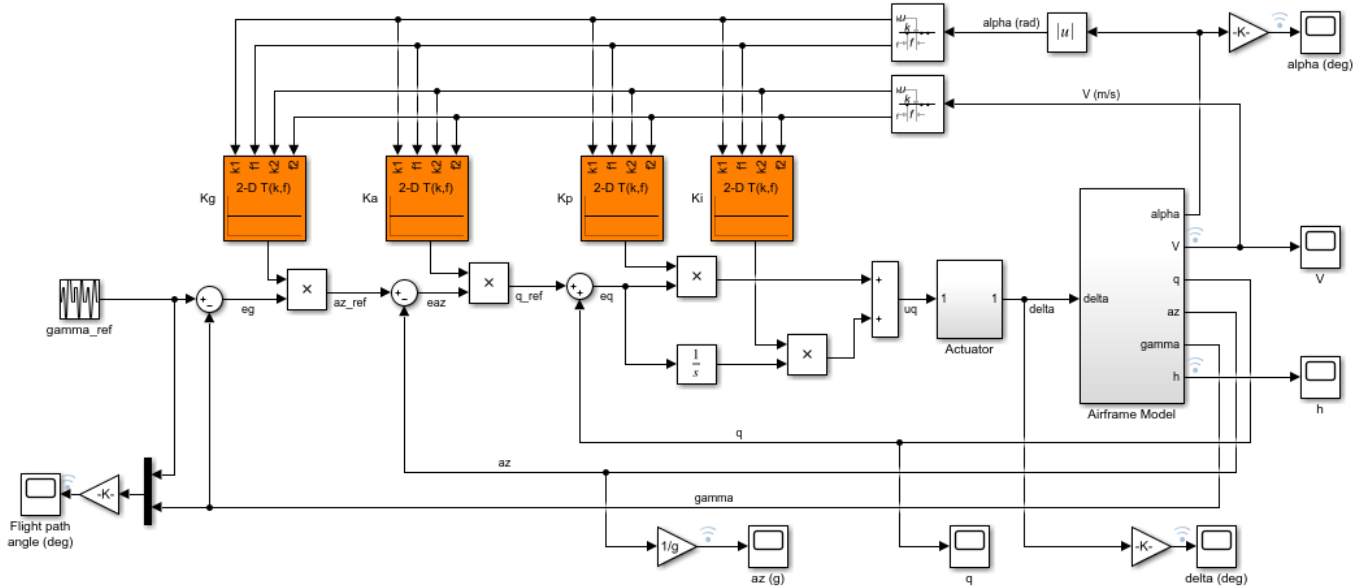 u
k
f
alpha (rad)
|u|
-K-
alpha (deg)
u
k
f
V (m/s)
k1 f1 k2 f2
2-D T(k,f)
Kg
k1 f1 k2 f2
2-D T(k,f)
Ka
k1 f1 k2 f2
2-D T(k,f)
Kp
k1 f1 k2 f2
2-D T(k,f)
Ki
gamma_ref
+
−
eg
×
az_ref
+
−
eaz
×
q_ref
+
+
eq
×
1
s
×
+
+
uq
1 1
Actuator
delta
delta
alpha
V
q
az
gamma
h
Airframe Model
V
h
q
az
gamma
-K-
Flight path
angle (deg)
1/g
az (g)
q
-K-
delta (deg)